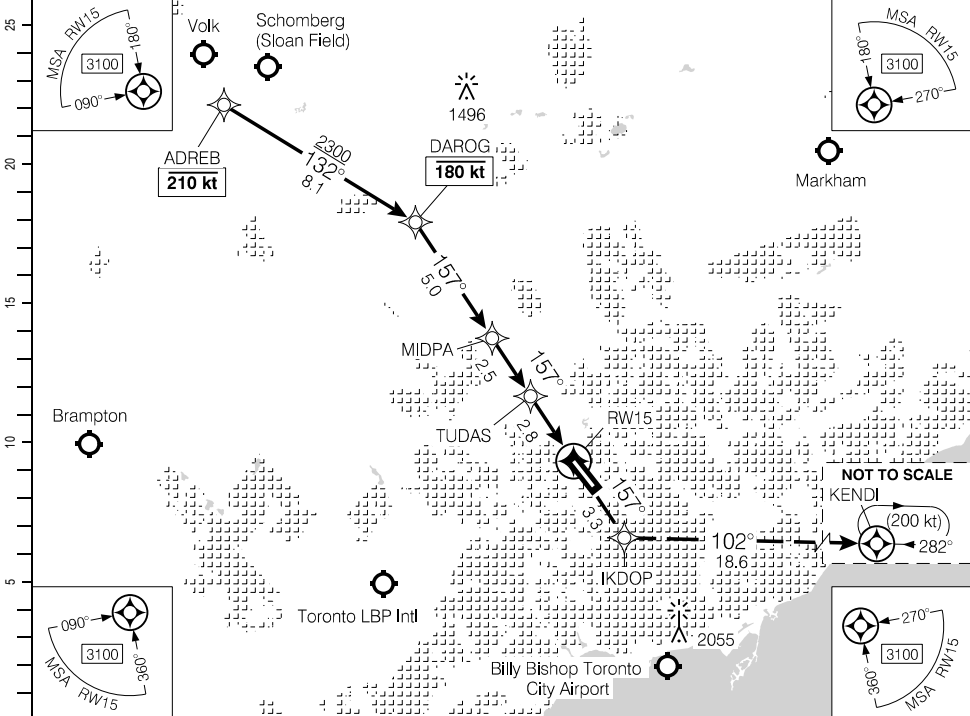 25
20
15
10
5
MSA RW15
180°
3100
090°
Volk
Schomberg
(Sloan Field)
1496
MSA RW15
180°
3100
270°
ADREB
210 kt
2300
132°
8.1
DAROG
180 kt
Markham
157°
5.0
MIDPA
2.5
157°
TUDAS
2.8
Brampton
RW15
157°
3.3
IKDOP
102°
18.6
NOT TO SCALE
KENDI
(200 kt)
282°
Toronto LBP Intl
2055
Billy Bishop Toronto
City Airport
090°
3100
360°
MSA RW15
270°
3100
360°
MSA RW15